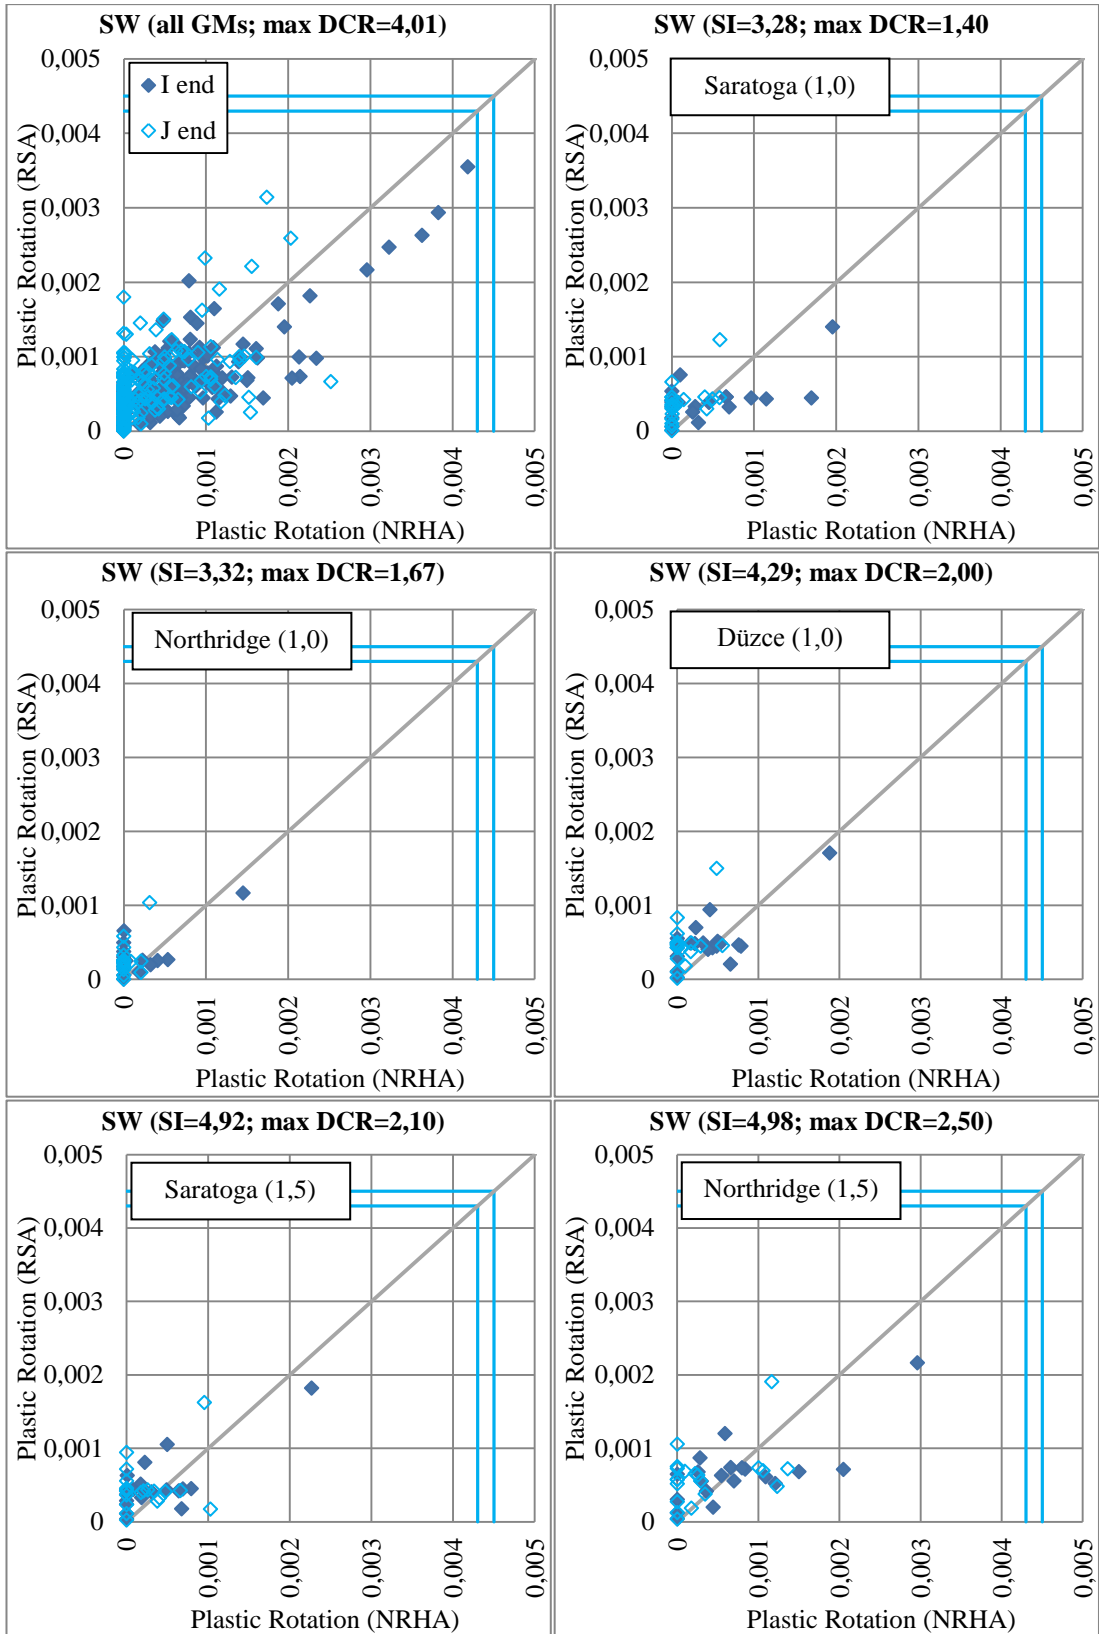 SW (all GMs; max DCR=4,01)
0,005
0,004
0,003
0,002
0,001
0
I end
J end
Plastic Rotation (RSA)
0
0,001
0,002
0,003
0,004
0,005
Plastic Rotation (NRHA)
SW (SI=3,28; max DCR=1,40
0,005
0,004
0,003
0,002
0,001
0
Saratoga (1,0)
Plastic Rotation (RSA)
0
0,001
0,002
0,003
0,004
0,005
Plastic Rotation (NRHA)
SW (SI=3,32; max DCR=1,67)
0,005
0,004
0,003
0,002
0,001
0
Northridge (1,0)
Plastic Rotation (RSA)
0
0,001
0,002
0,003
0,004
0,005
Plastic Rotation (NRHA)
SW (SI=4,29; max DCR=2,00)
0,005
0,004
0,003
0,002
0,001
0
Düzce (1,0)
Plastic Rotation (RSA)
0
0,001
0,002
0,003
0,004
0,005
Plastic Rotation (NRHA)
SW (SI=4,92; max DCR=2,10)
0,005
0,004
0,003
0,002
0,001
0
Saratoga (1,5)
Plastic Rotation (RSA)
0
0,001
0,002
0,003
0,004
0,005
Plastic Rotation (NRHA)
SW (SI=4,98; max DCR=2,50)
0,005
0,004
0,003
0,002
0,001
0
Northridge (1,5)
Plastic Rotation (RSA)
0
0,001
0,002
0,003
0,004
0,005
Plastic Rotation (NRHA)